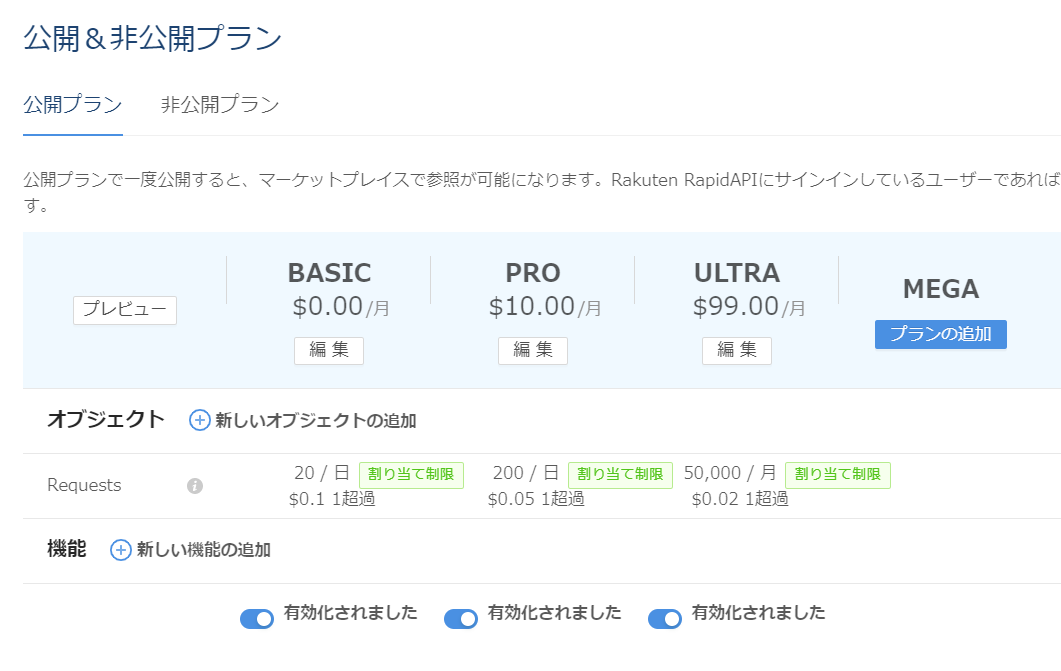 公開＆非公開プラン
公開プラン 非公開プラン
公開プランで一度公開すると、マーケットプレイスで参照が可能になります。Rakuten RapidAPIにサインインしているユーザーであれば
す。
プレビュー
BASIC
$0.00/月
編 集
PRO
$10.00/月
編 集
ULTRA
$99.00/月
編 集
MEGA
プランの追加
オブジェクト 新しいオブジェクトの追加
Requests
20 / 日 割り当て制限
$0.1 1超過
200 / 日 割り当て制限
$0.05 1超過
50,000 / 月 割り当て制限
$0.02 1超過
機能 新しい機能の追加
有効化されました 有効化されました 有効化されました